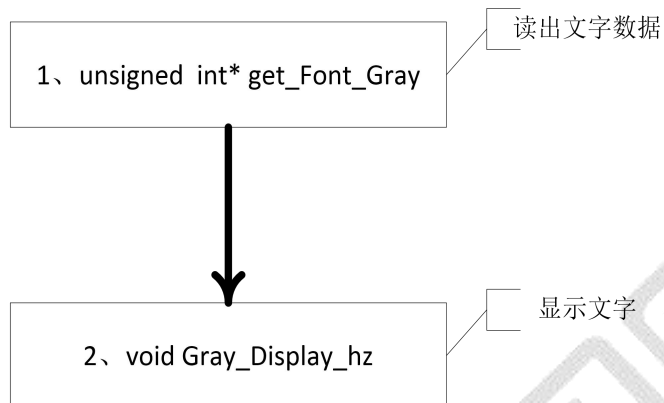 读出文字数据
1、unsigned int* get_Font_Gray
显示文字
2、void Gray_Display_hz